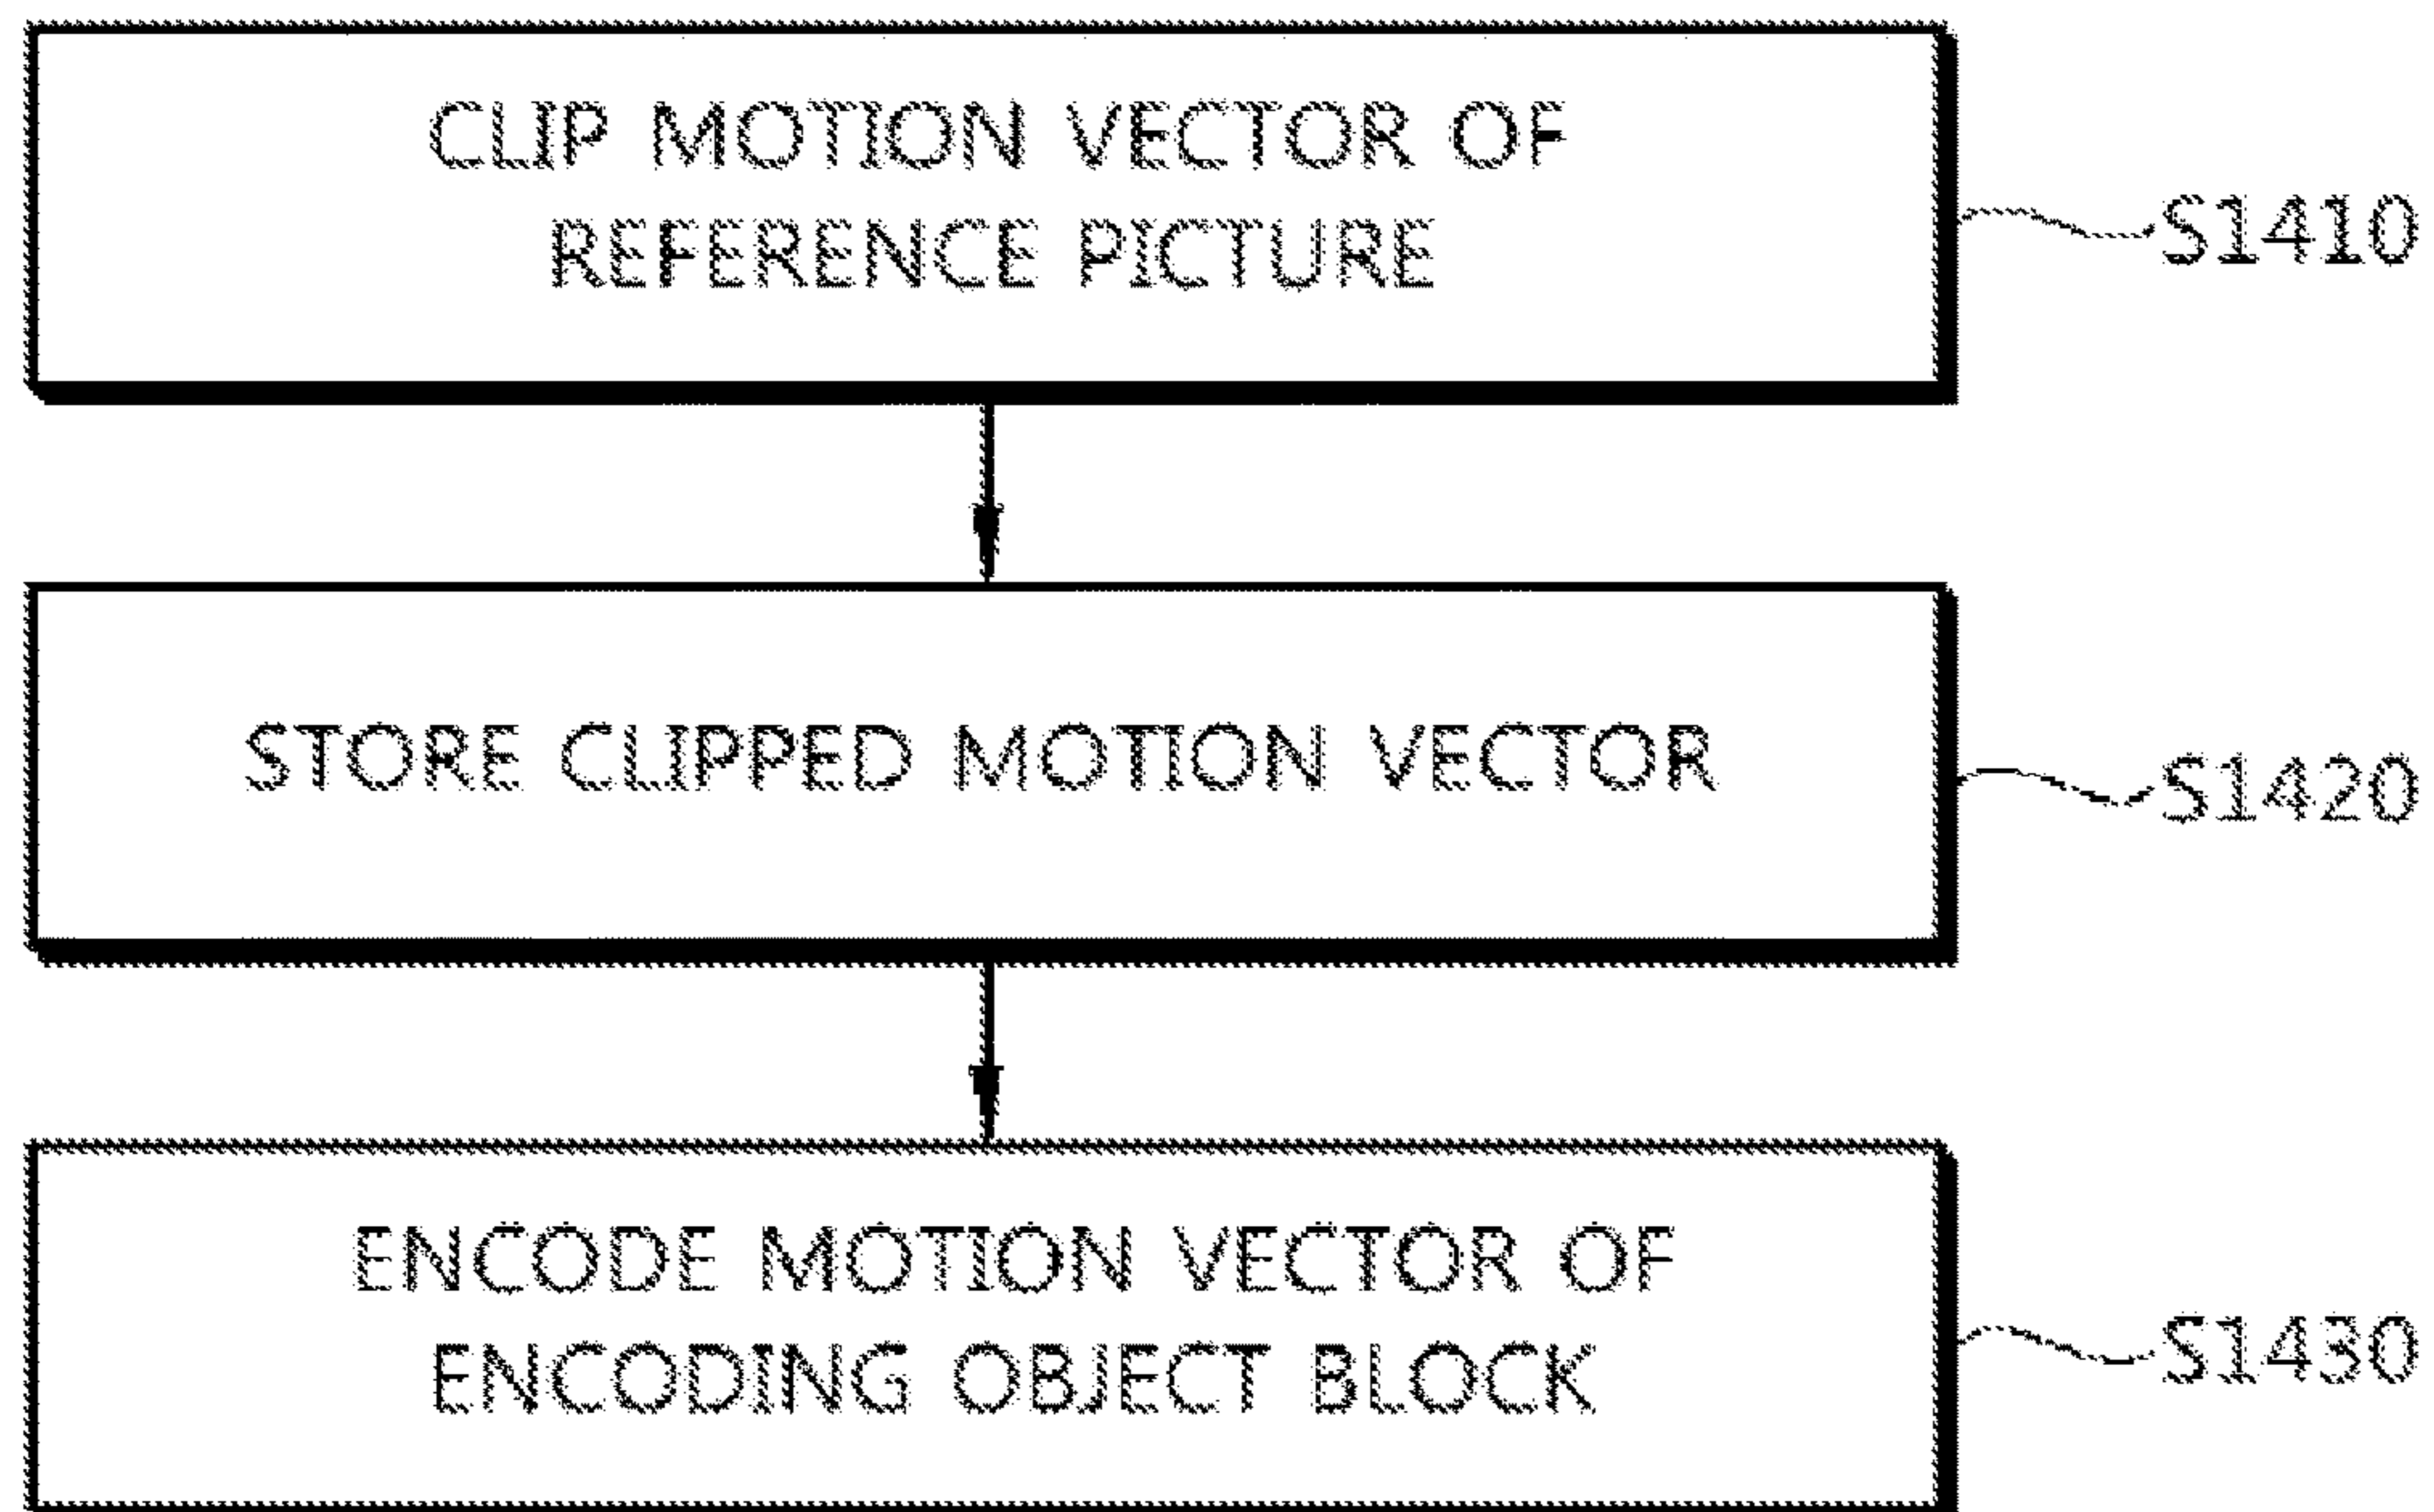 CLIP MOTION VECTOR OF
REFERENCE PICTURE
S1410
STORE CLIPPED MOTION VECTOR
S1420
ENCODE MOTION VECTOR OF
ENCODING OBJECT BLOCK
S1430